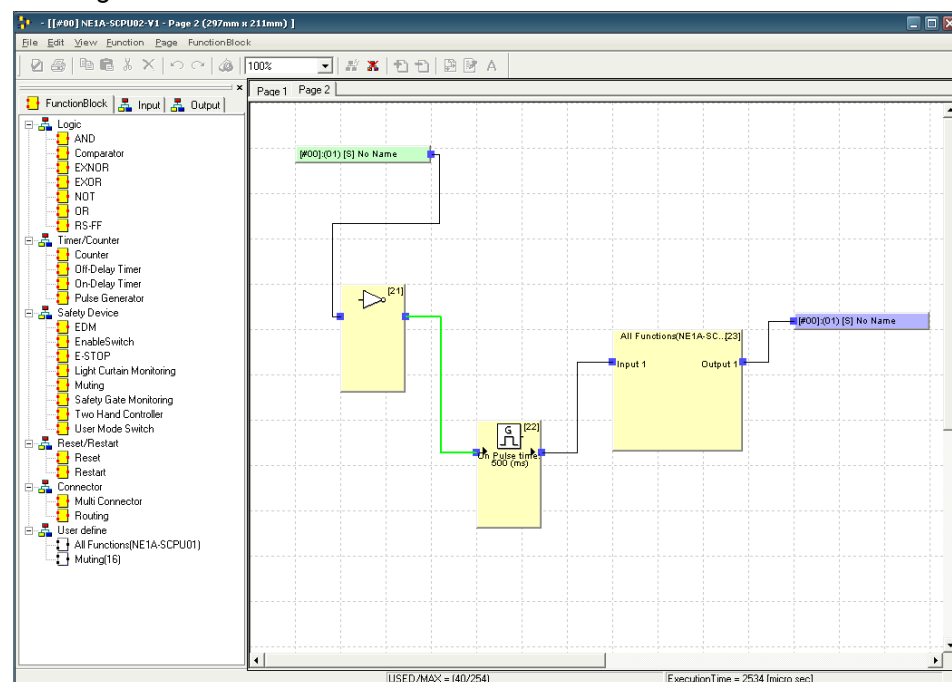 - [[#00] NE1A-SCPU02-V1 - Page 2 (297mm x 211mm) ]
File Edit View Function Page FunctionBlock
100%
A
Page 1 Page 2
FunctionBlock Input Output
Logic
AND
Comparator
EXNOR
EXOR
NOT
OR
RS-FF
Timer/Counter
Counter
Off-Delay Timer
On-Delay Timer
Pulse Generator
Safety Device
EDM
EnableSwitch
E-STOP
Light Curtain Monitoring
Muting
Safety Gate Monitoring
Two Hand Controller
User Mode Switch
Reset/Restart
Reset
Restart
Connector
Multi Connector
Routing
User define
All Functions(NE1A-SCPU01)
Muting(16)
[#00]:(01) [S] No Name
[21]
[#00]:(01) [S] No Name
All Functions(NE1A-SC...[23]
Input 1 Output 1
G [22]
On Pulse time:
500 (ms)
USED/MAX = (40/254) ExecutionTime = 2534 [micro sec]